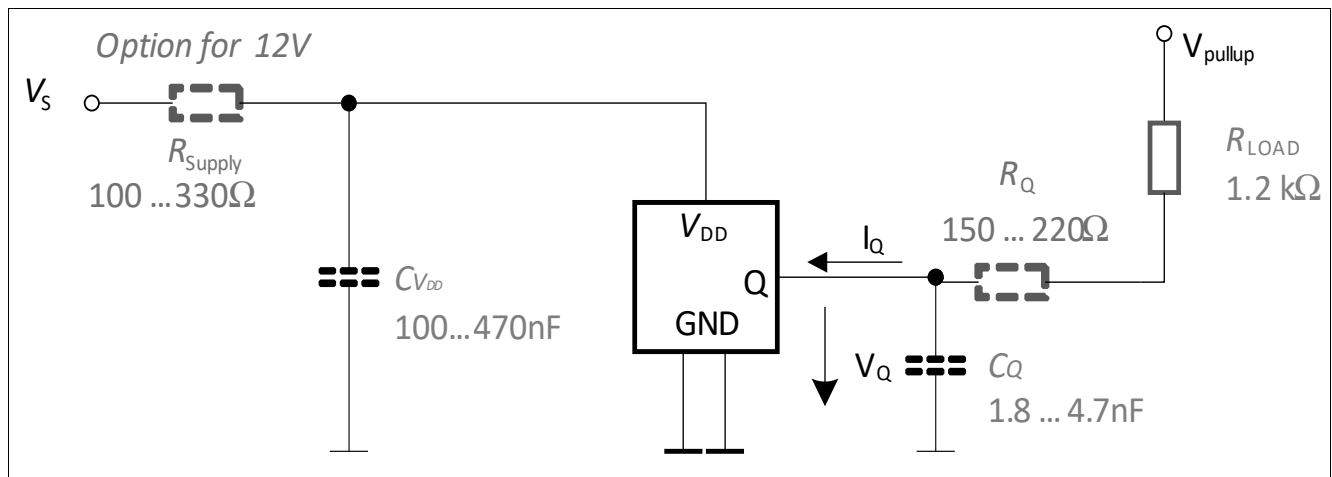 Option for 12V
V_S
R_Supply
100 ...330Ω
C_VDD
100...470nF
V_DD
Q
GND
I_Q
V_Q
R_Q
150 ... 220Ω
C_Q
1.8 ... 4.7nF
V_pullup
R_LOAD
1.2 kΩ